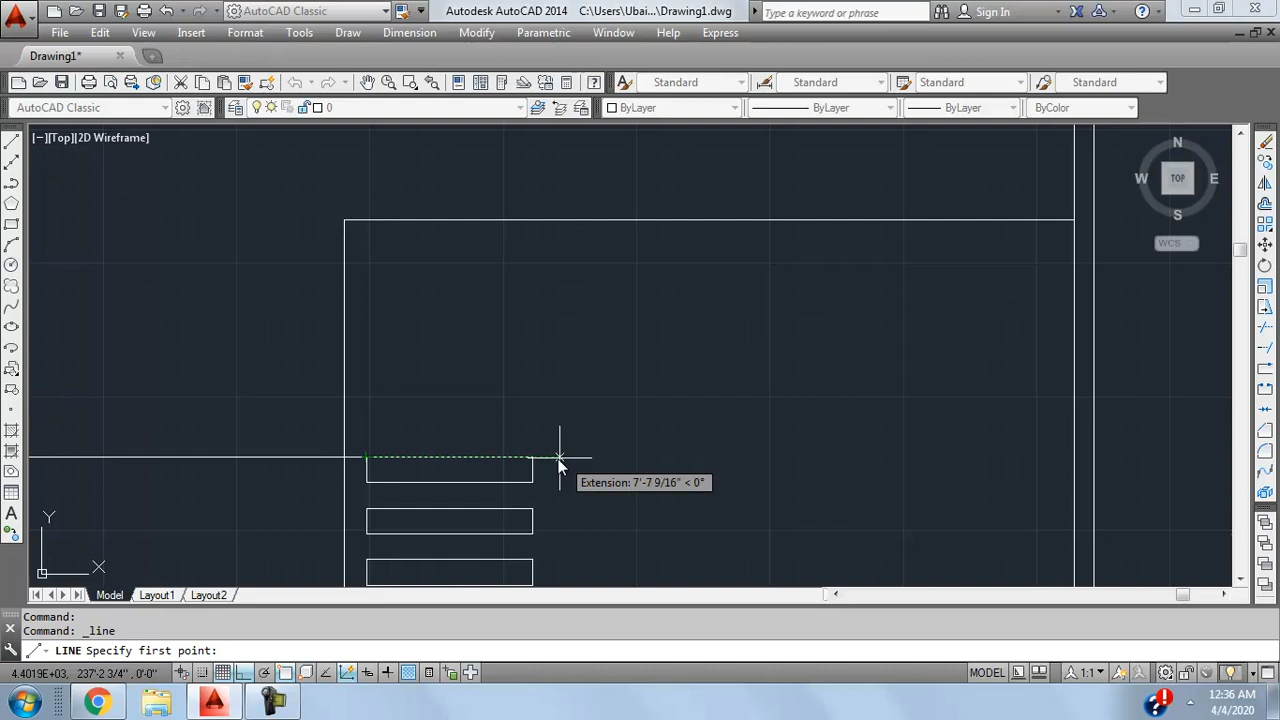 AutoCAD Classic
Autodesk AutoCAD 2014 C:\Users\Ubai...\Drawing1.dwg
Type a keyword or phrase
Sign In
File Edit View Insert Format Tools Draw Dimension Modify Parametric Window Help Express
Drawing1*
Standard Standard Standard Standard
AutoCAD Classic 0 ByLayer ByLayer ByLayer ByColor
[−][Top][2D Wireframe]
N
W TOP E
S
WCS
Extension: 7'-7 9/16" < 0°
Y
X
Model Layout1 Layout2
Command:
Command: _line
LINE Specify first point:
4.4019E+03, 237'-2 3/4", 0'-0" MODEL 1:1
12:36 AM
4/4/2020